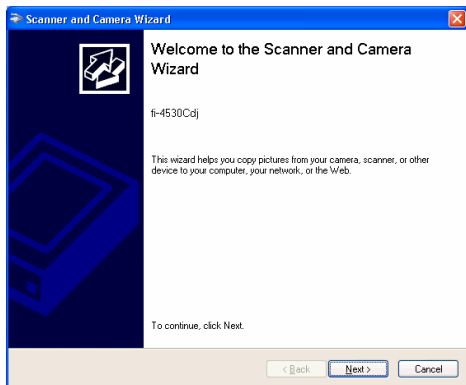 Scanner and Camera Wizard
Welcome to the Scanner and Camera
Wizard
fi-4530Cdj
This wizard helps you copy pictures from your camera, scanner, or other
device to your computer, your network, or the Web.
To continue, click Next.
< Back Next > Cancel